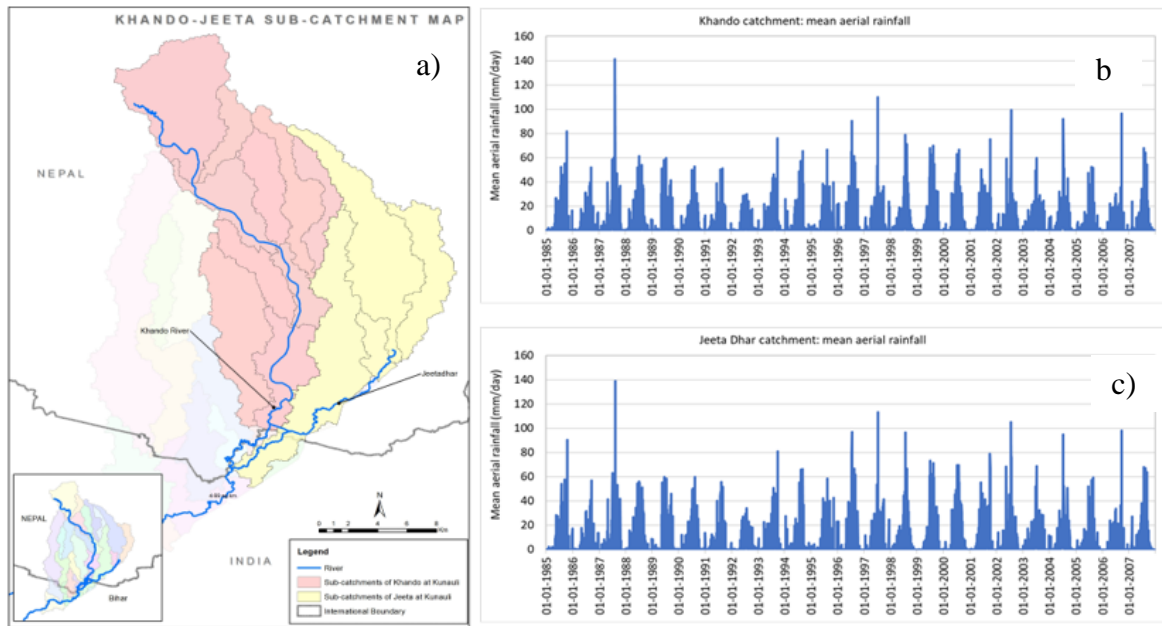 KHANDO-JEETA SUB-CATCHMENT MAP
a)
NEPAL
Khando River
Jeetadhar
INDIA
N
0 1 2 4 6 8
Km
Legend
River
Sub-catchments of Khando at Kunauli
Sub-catchments of Jeeta at Kunauli
International Boundary
NEPAL
Bihar
Khando catchment: mean aerial rainfall
b
Mean aerial rainfall (mm/day)
160
140
120
100
80
60
40
20
0
01-01-1985
01-01-1986
01-01-1987
01-01-1988
01-01-1989
01-01-1990
01-01-1991
01-01-1992
01-01-1993
01-01-1994
01-01-1995
01-01-1996
01-01-1997
01-01-1998
01-01-1999
01-01-2000
01-01-2001
01-01-2002
01-01-2003
01-01-2004
01-01-2005
01-01-2006
01-01-2007
Jeeta Dhar catchment: mean aerial rainfall
c)
Mean aerial rainfall (mm/day)
160
140
120
100
80
60
40
20
0
01-01-1985
01-01-1986
01-01-1987
01-01-1988
01-01-1989
01-01-1990
01-01-1991
01-01-1992
01-01-1993
01-01-1994
01-01-1995
01-01-1996
01-01-1997
01-01-1998
01-01-1999
01-01-2000
01-01-2001
01-01-2002
01-01-2003
01-01-2004
01-01-2005
01-01-2006
01-01-2007